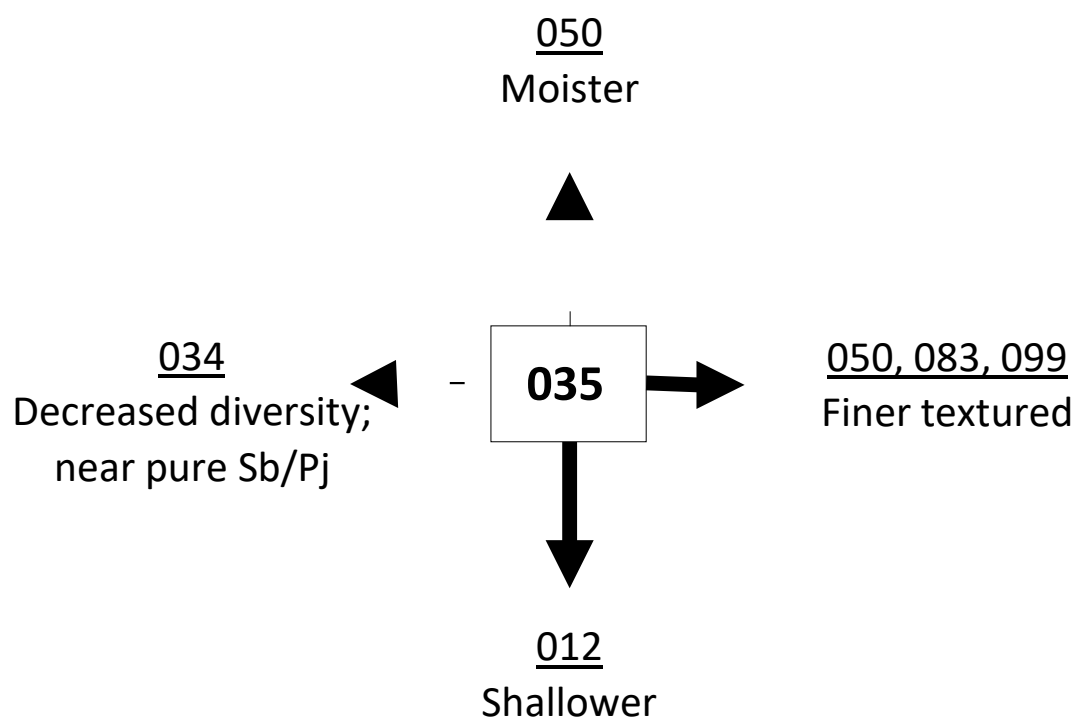 050
Moister
034
Decreased diversity;
near pure Sb/Pj
035
050, 083, 099
Finer textured
012
Shallower